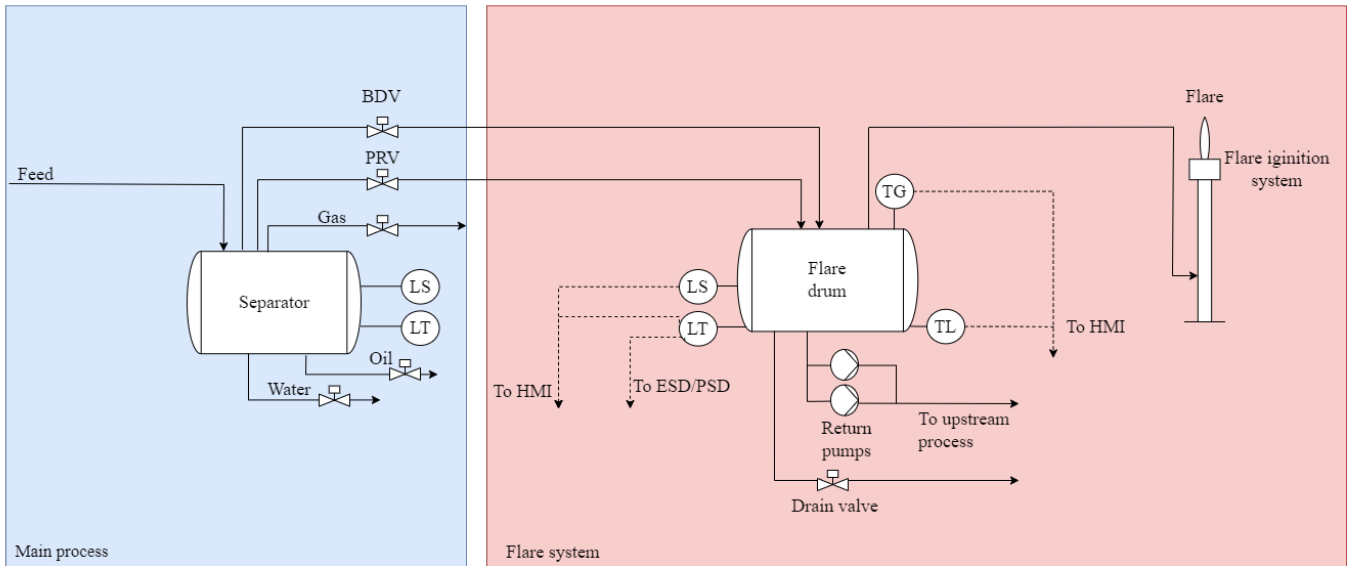 BDV
Flare
PRV
Feed
Flare iginition
system
TG
Gas
Separator
LS
LT
Flare
drum
LS
LT
TL
To HMI
Oil
Water
To HMI
To ESD/PSD
Return
pumps
To upstream
process
Drain valve
Main process
Flare system